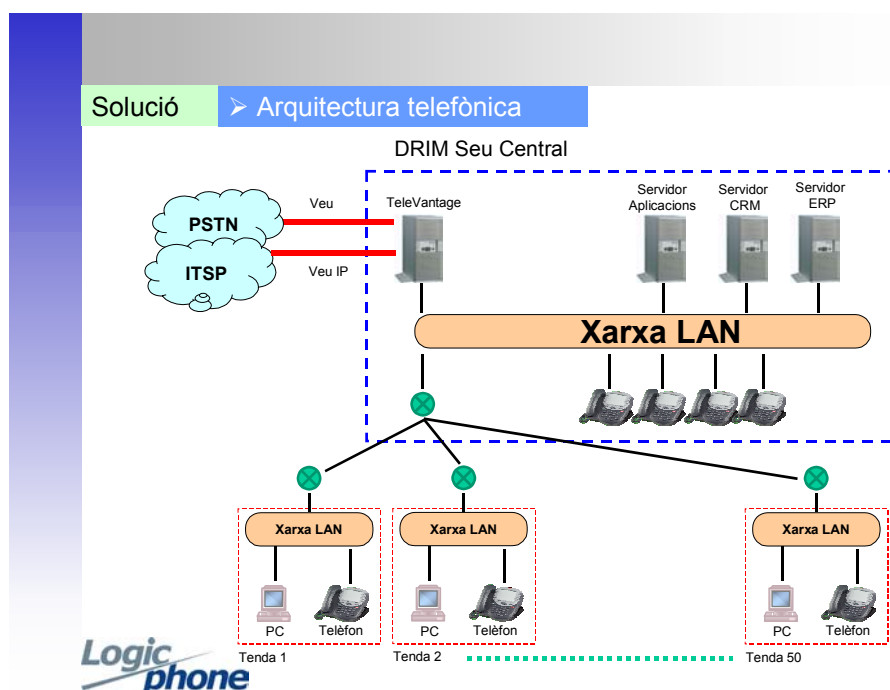 Solució
➢ Arquitectura telefònica
DRIM Seu Central
Veu
TeleVantage
Servidor
Aplicacions
Servidor
CRM
Servidor
ERP
PSTN
ITSP
Veu IP
Xarxa LAN
Xarxa LAN
Xarxa LAN
Xarxa LAN
PC
Telèfon
PC
Telèfon
PC
Telèfon
Tenda 1
Tenda 2
Tenda 50
Logic
phone